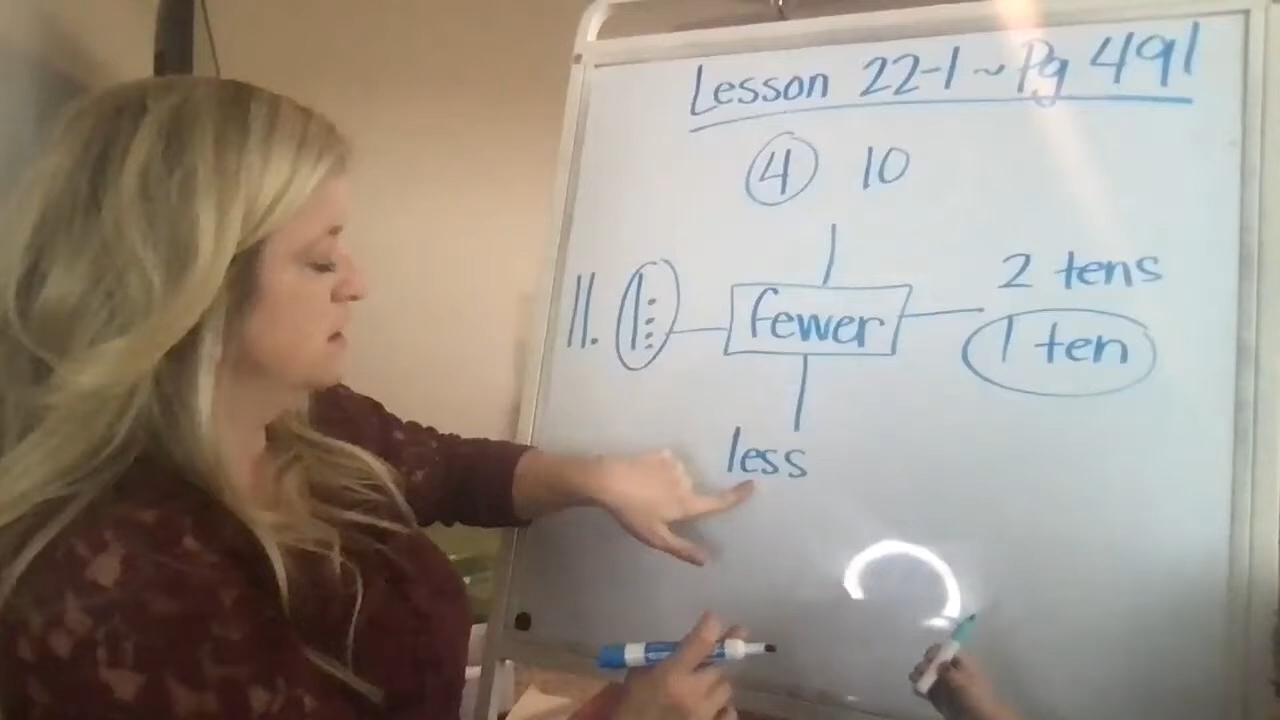 Lesson 22-1 ~ Pg 491
4 10
11.
fewer
2 tens
1 ten
less